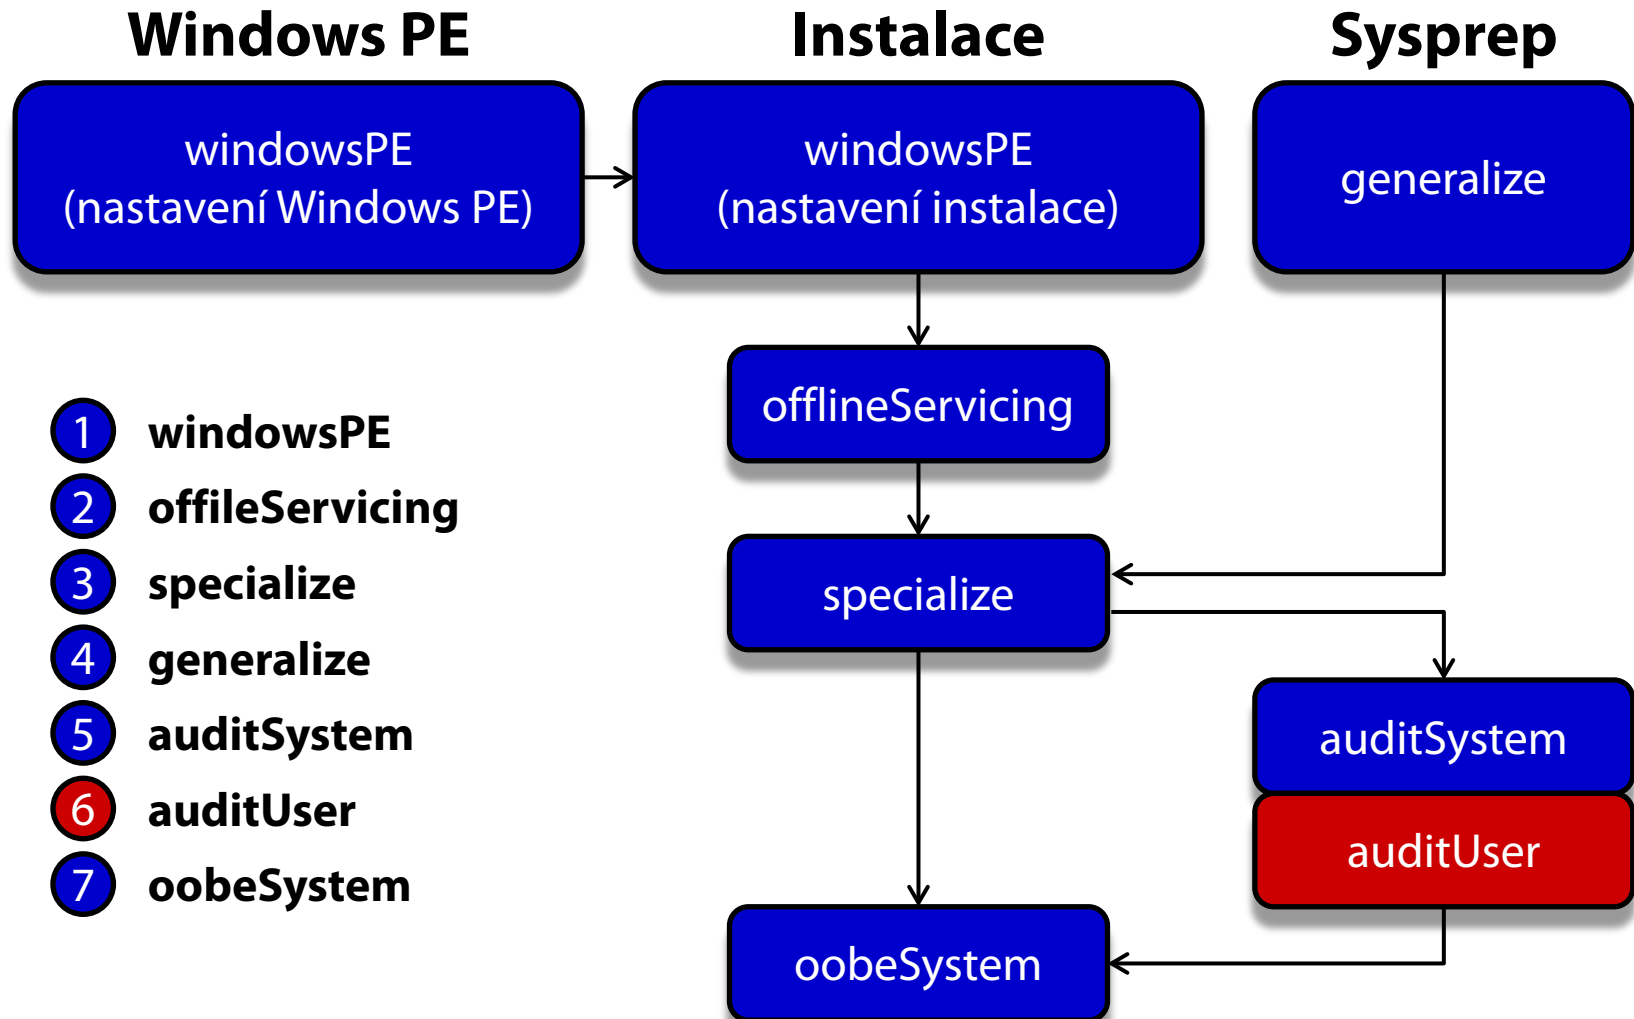 Windows PE
Instalace
Sysprep
windowsPE
(nastavení Windows PE)
windowsPE
(nastavení instalace)
generalize
offlineServicing
1 windowsPE
2 offileServicing
3 specialize
4 generalize
5 auditSystem
6 auditUser
7 oobeSystem
specialize
auditSystem
auditUser
oobeSystem